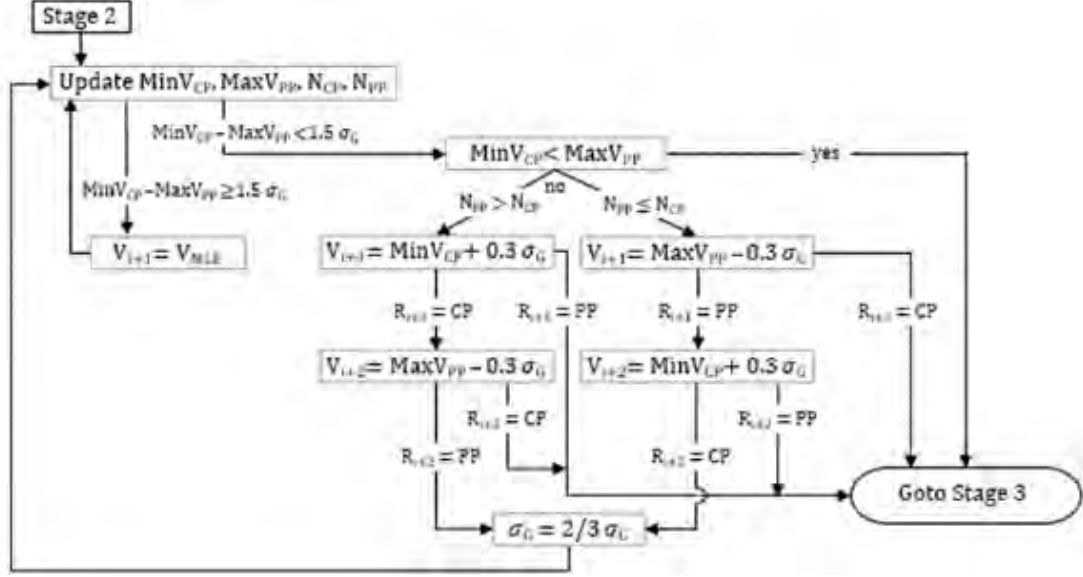 Stage 2
Update MinV_CP, MaxV_PP, N_CP, N_PP
MinV_CP – MaxV_PP < 1.5 σ_G
MinV_CP < MaxV_PP
yes
no
MinV_CP – MaxV_PP ≥ 1.5 σ_G
N_PP > N_CP
N_PP ≤ N_CP
V_i+1 = V_MLE
V_i+1 = MinV_CP + 0.3 σ_G
V_i+1 = MaxV_PP – 0.3 σ_G
R_i+1 = CP
R_i+1 = PP
R_i+1 = PP
R_i+1 = CP
V_i+2 = MaxV_PP – 0.3 σ_G
V_i+2 = MinV_CP + 0.3 σ_G
R_i+2 = CP
R_i+2 = PP
R_i+2 = PP
R_i+2 = CP
Goto Stage 3
σ_G = 2/3 σ_G